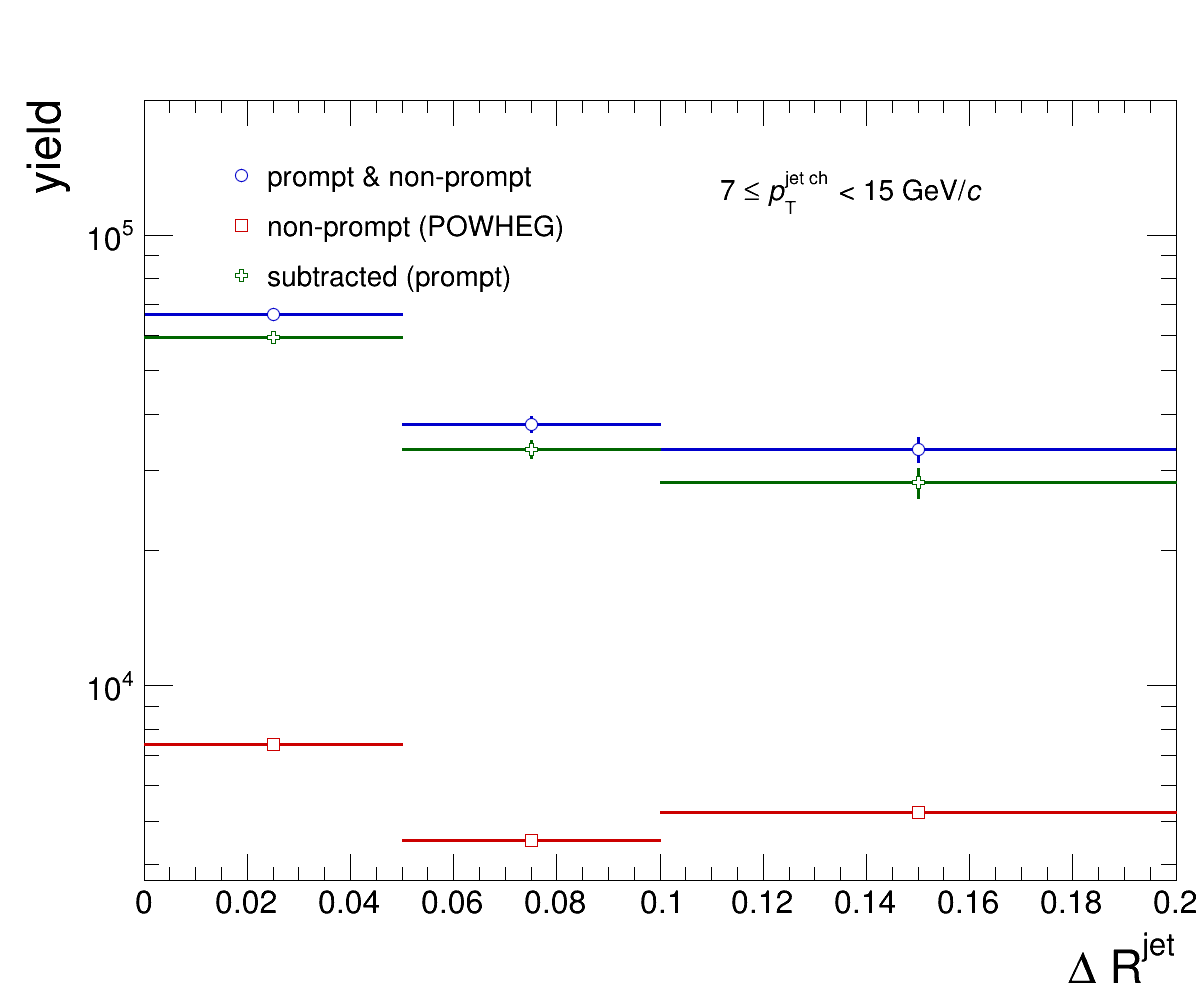 yield
prompt & non-prompt
non-prompt (POWHEG)
subtracted (prompt)
7 ≤ p_T^{jet ch} < 15 GeV/c
10^5
10^4
0 0.02 0.04 0.06 0.08 0.1 0.12 0.14 0.16 0.18 0.2
Δ R^{jet}